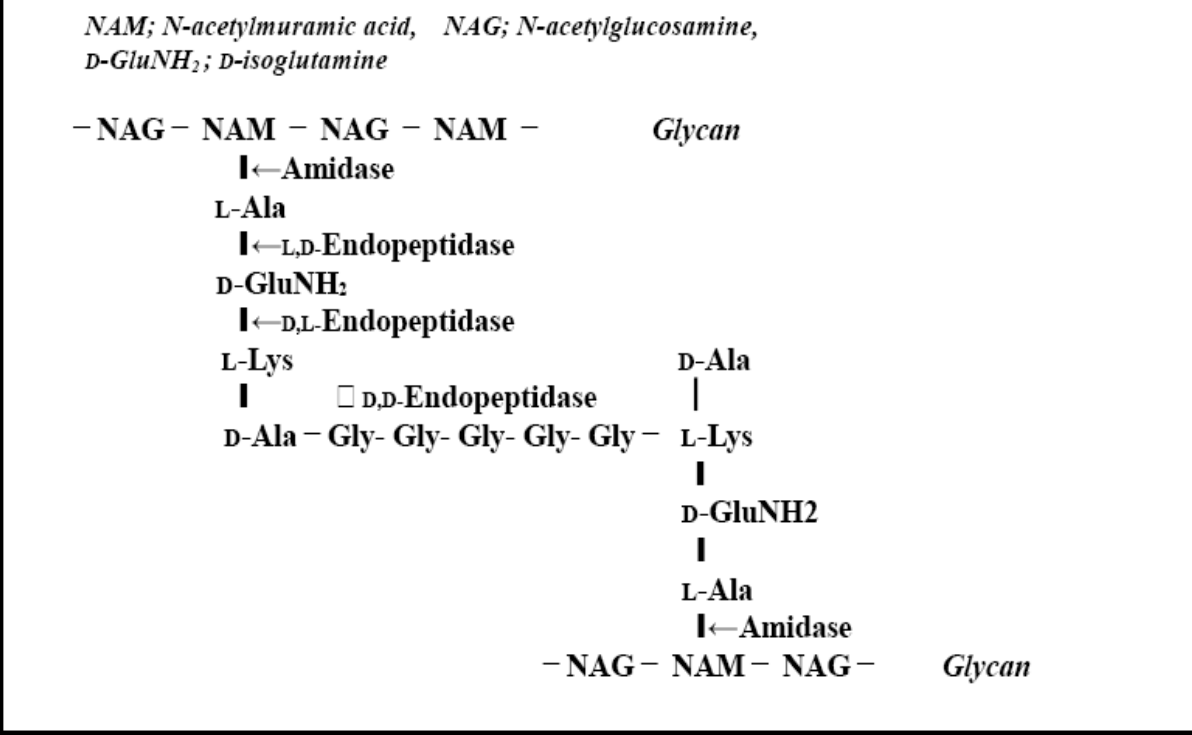 NAM; N-acetylmuramic acid, NAG; N-acetylglucosamine,
D-GluNH₂; D-isoglutamine
–NAG– NAM – NAG – NAM – Glycan
←Amidase
L-Ala
←L,D-Endopeptidase
D-GluNH₂
←D,L-Endopeptidase
L-Lys D-Ala
□ D,D-Endopeptidase
D-Ala – Gly- Gly- Gly- Gly- Gly – L-Lys
D-GluNH2
L-Ala
←Amidase
–NAG– NAM– NAG– Glycan